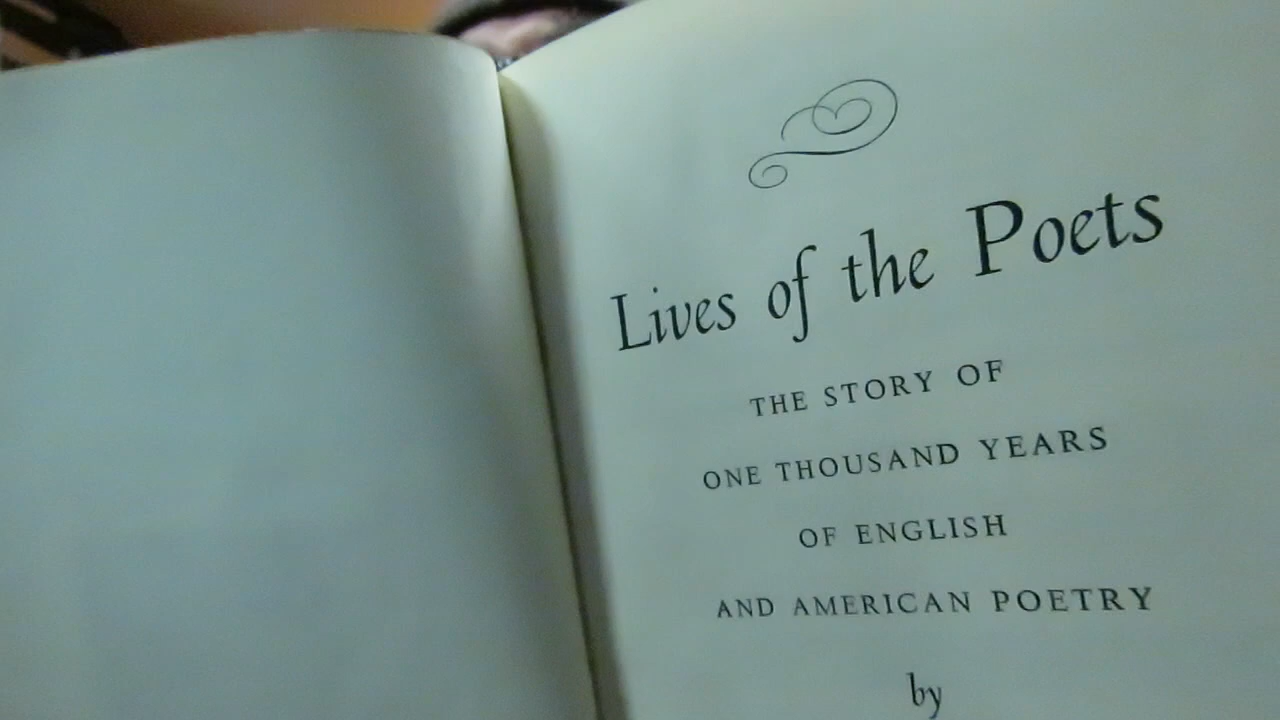 Lives of the Poets
THE STORY OF
ONE THOUSAND YEARS
OF ENGLISH
AND AMERICAN POETRY
by